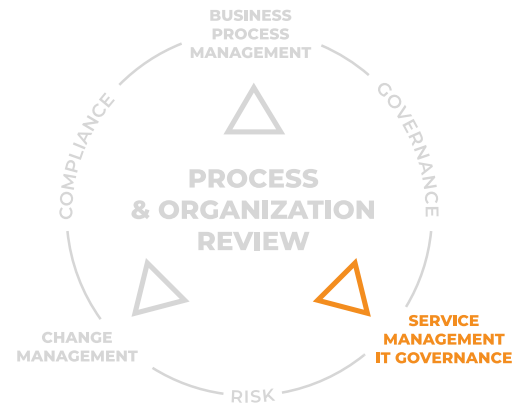 BUSINESS
PROCESS
MANAGEMENT
COMPLIANCE
GOVERNANCE
PROCESS
& ORGANIZATION
REVIEW
CHANGE
MANAGEMENT
SERVICE
MANAGEMENT
IT GOVERNANCE
RISK